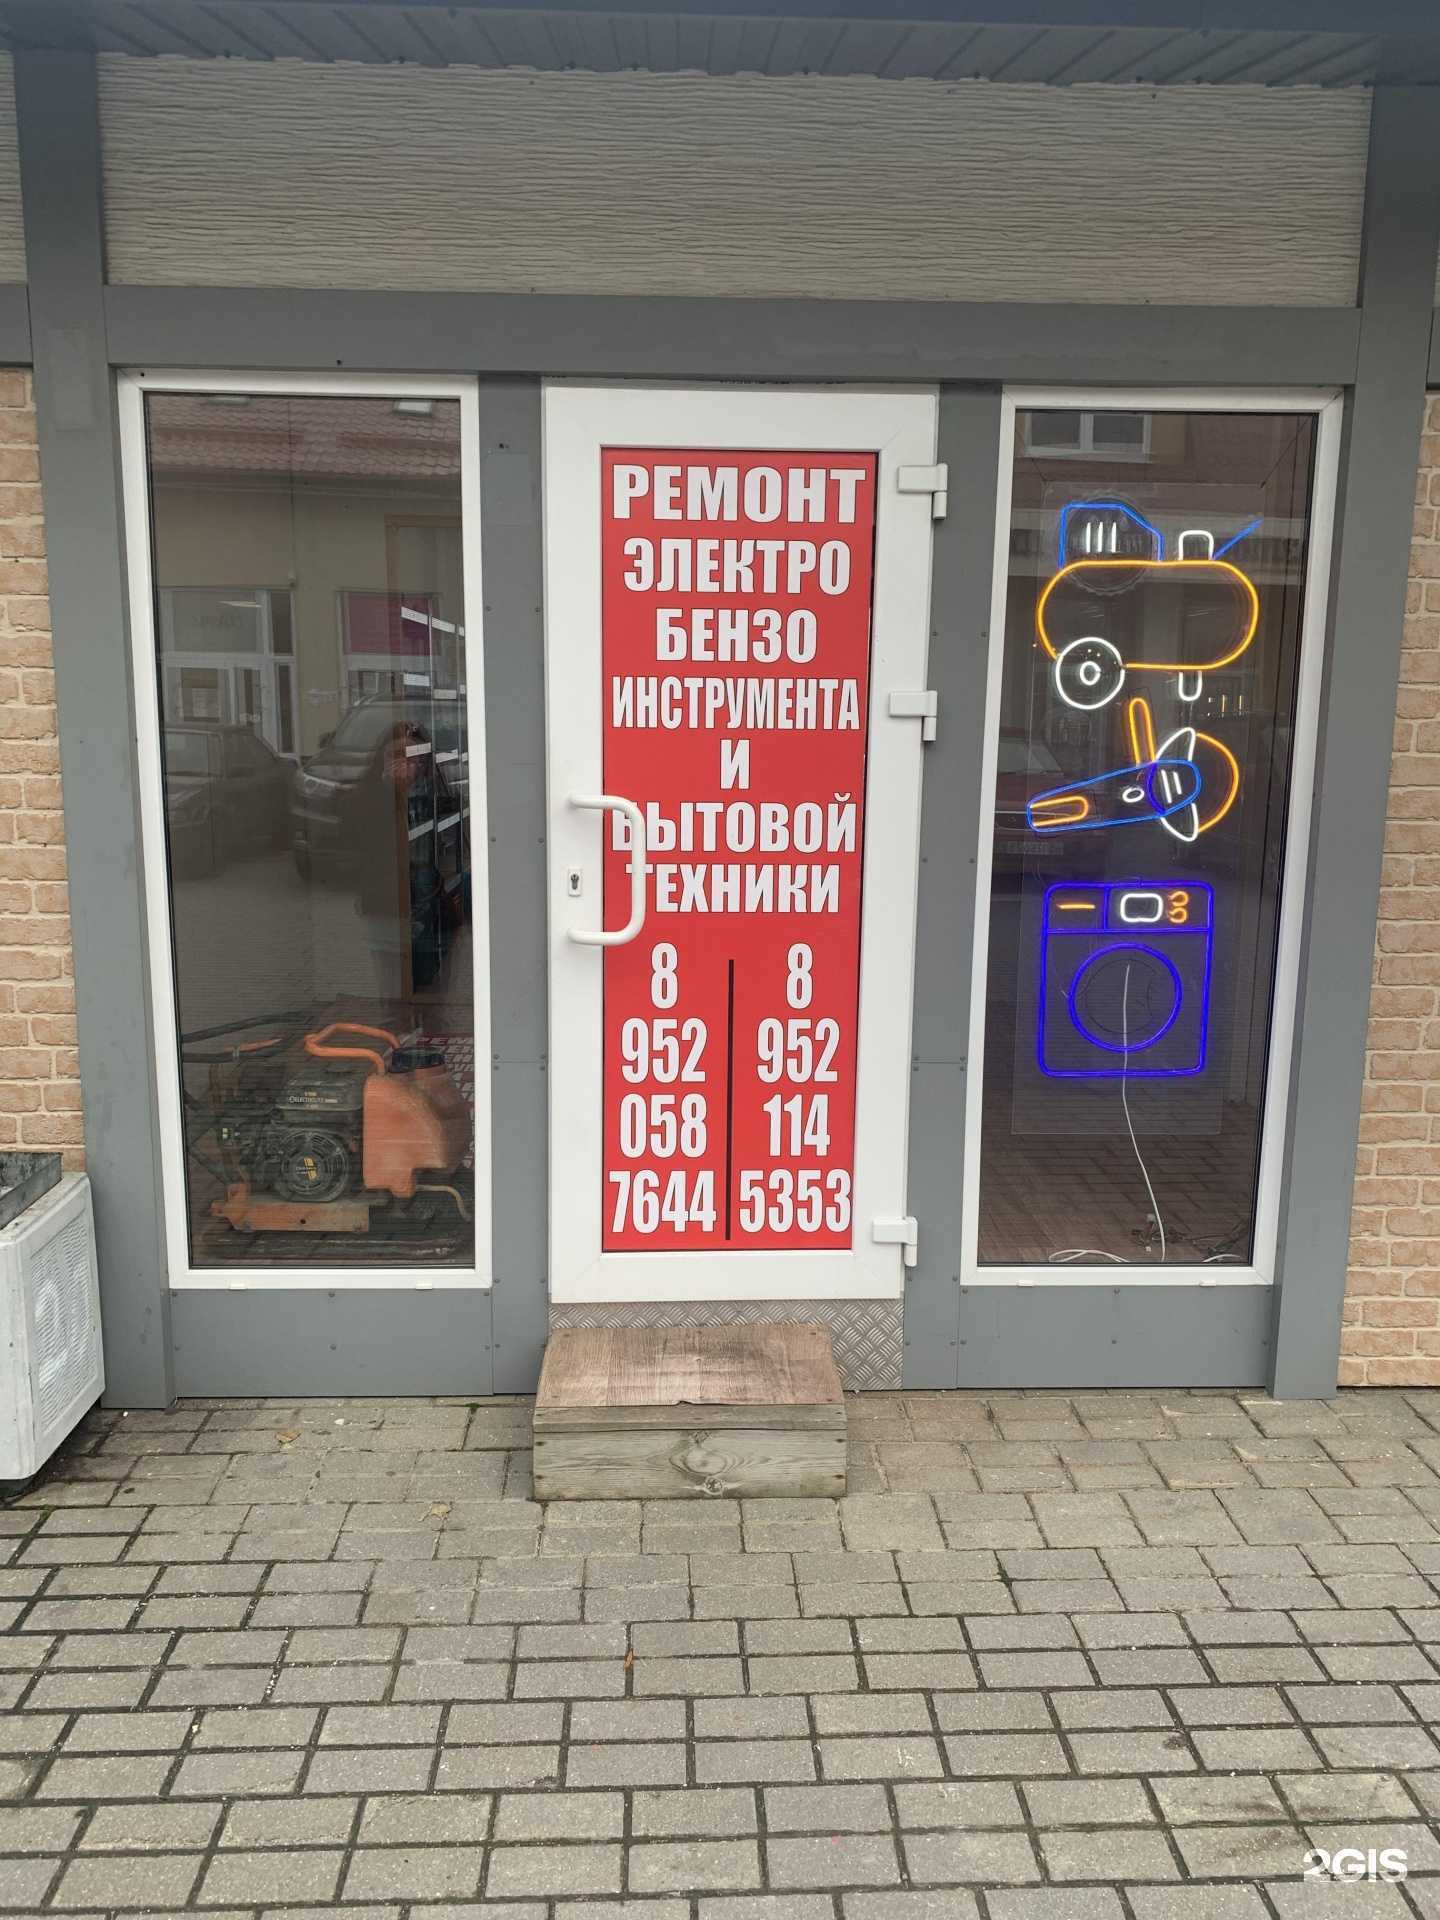 РЕМОНТ
ЭЛЕКТРО
БЕНЗО
ИНСТРУМЕНТА
И
БЫТОВОЙ
ТЕХНИКИ
8
952
058
7644
8
952
114
5353
2GIS